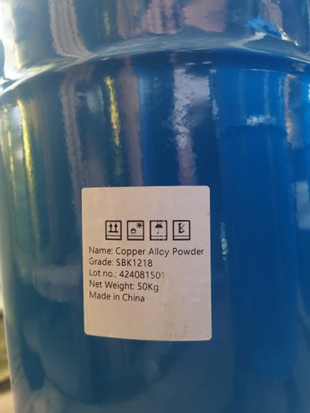 Name: Copper Alloy Powder
Grade: SBK1218
Lot no.: 424081501
Net Weight: 50Kg
Made in China